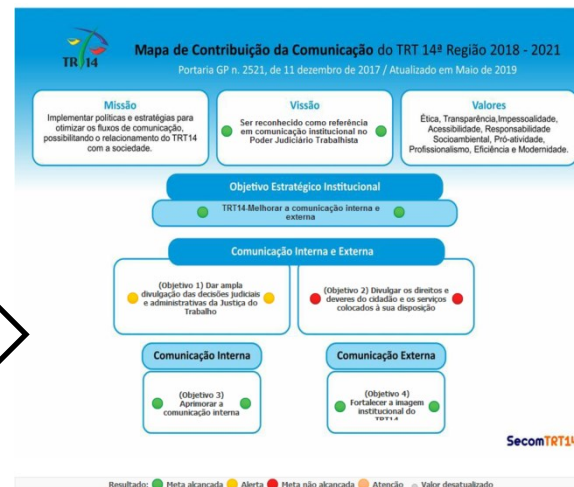 TRT 14
Mapa de Contribuição da Comunicação do TRT 14ª Região 2018 - 2021
Portaria GP n. 2521, de 11 dezembro de 2017 / Atualizado em Maio de 2019
Missão
Implementar políticas e estratégias para
otimizar os fluxos de comunicação,
possibilitando o relacionamento do TRT14
com a sociedade.
Vissão
Ser reconhecido como referência
em comunicação institucional no
Poder Judiciário Trabalhista
Valores
Ética, Transparência,Impessoalidade,
Acessibilidade, Responsabilidade
Socioambiental, Pró-atividade,
Profissionalismo, Eficiência e Modernidade.
Objetivo Estratégico Institucional
TRT14-Melhorar a comunicação interna e
externa
Comunicação Interna e Externa
(Objetivo 1) Dar ampla
divulgação das decisões judiciais
e administrativas da Justiça do
Trabalho
(Objetivo 2) Divulgar os direitos e
deveres do cidadão e os serviços
colocados à sua disposição
Comunicação Interna
Comunicação Externa
(Objetivo 3)
Aprimorar a
comunicação interna
(Objetivo 4)
Fortalecer a imagem
institucional do
TRT14
SecomTRT14
Resultado: Meta alcançada Alerta Meta não alcançada Atenção Valor desatualizado